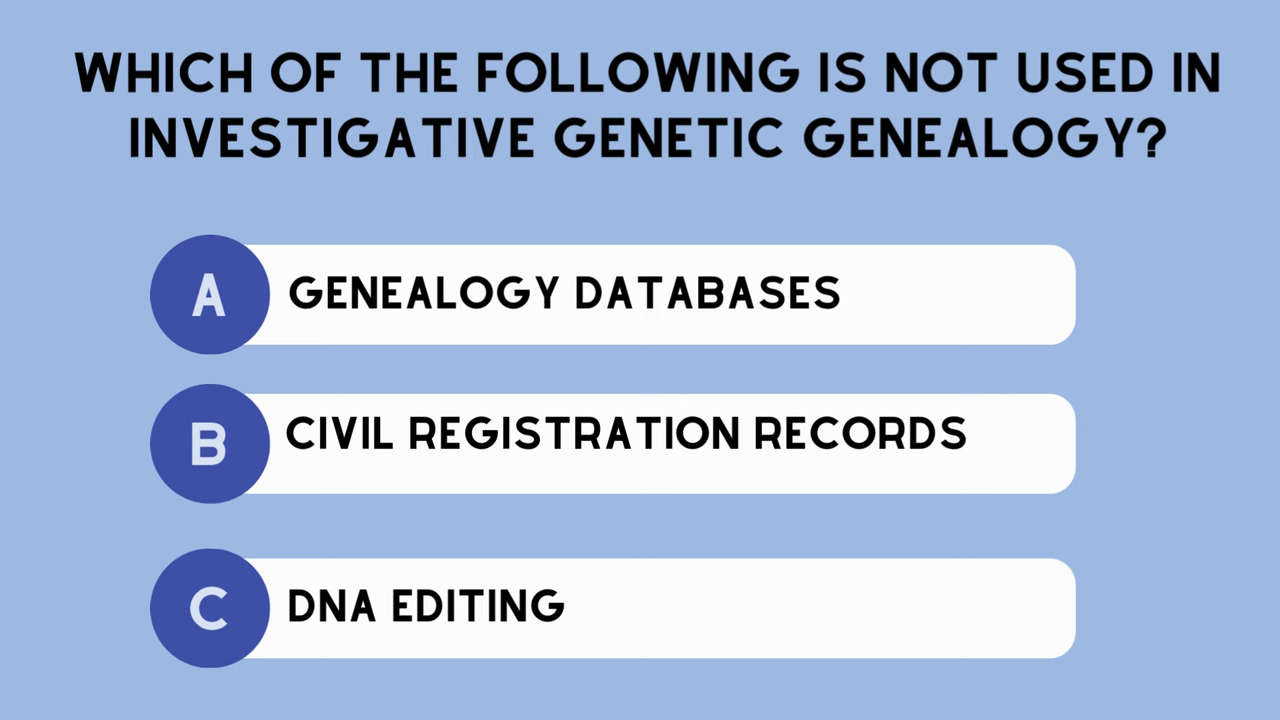 WHICH OF THE FOLLOWING IS NOT USED IN
INVESTIGATIVE GENETIC GENEALOGY?
A GENEALOGY DATABASES
B CIVIL REGISTRATION RECORDS
C DNA EDITING